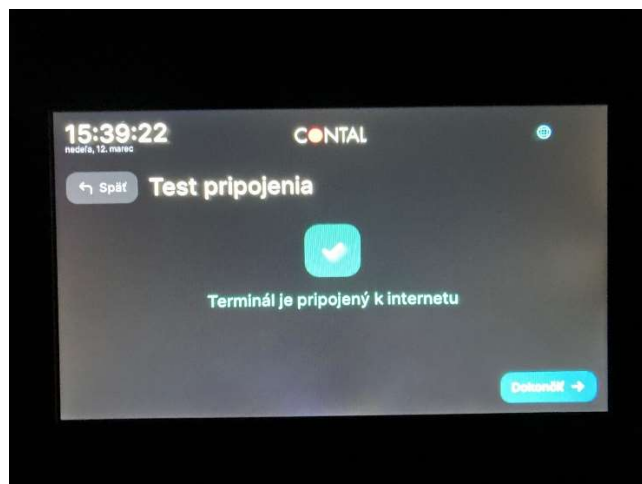 15:39:22
CONTAL
nedeľa, 12. marec
Späť
Test pripojenia
Terminál je pripojený k internetu
Dokončiť